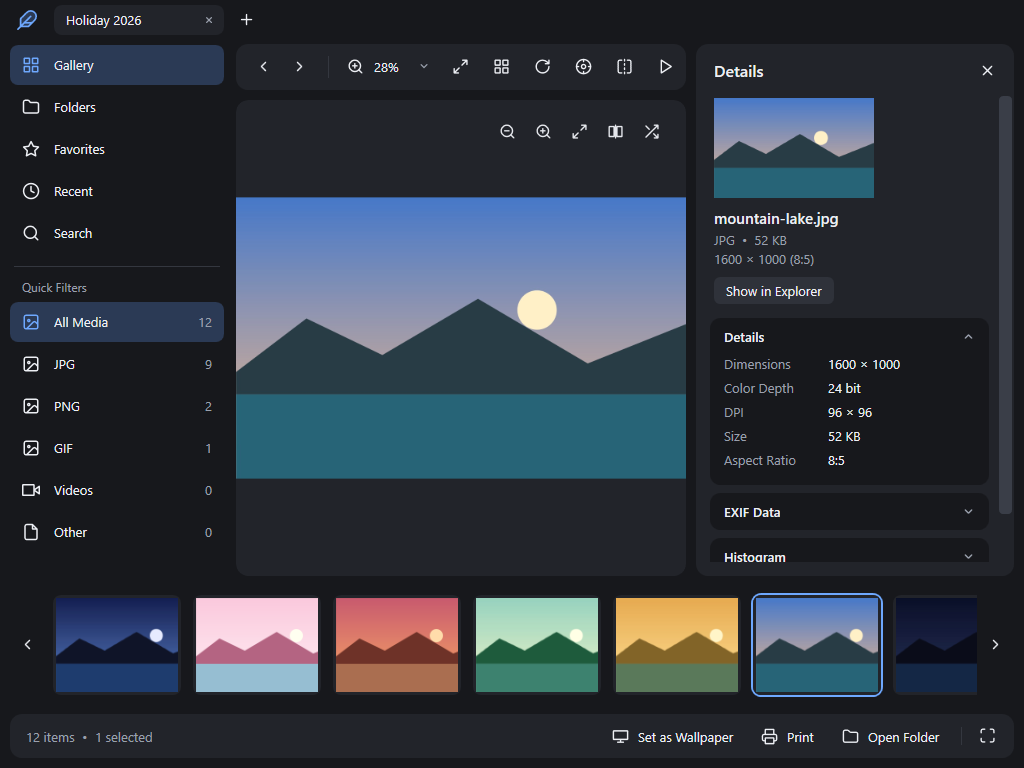 Holiday 2026
Gallery
Folders
Favorites
Recent
Search
Quick Filters
All Media 12
JPG 9
PNG 2
GIF 1
Videos 0
Other 0
28%
Details
mountain-lake.jpg
JPG • 52 KB
1600 × 1000 (8:5)
Show in Explorer
Details
Dimensions 1600 × 1000
Color Depth 24 bit
DPI 96 × 96
Size 52 KB
Aspect Ratio 8:5
EXIF Data
Histogram
12 items • 1 selected
Set as Wallpaper
Print
Open Folder